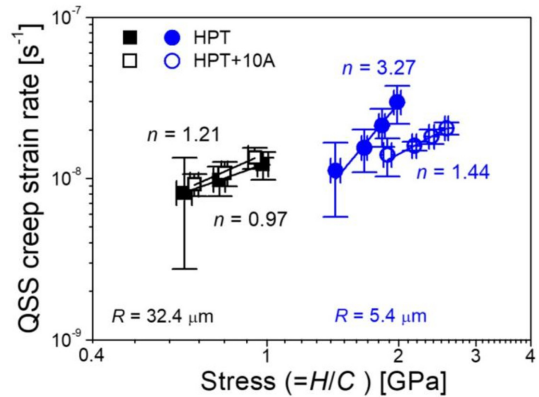 10⁻⁷
HPT
HPT+10A
n = 3.27
n = 1.21
10⁻⁸
n = 1.44
n = 0.97
R = 32.4 μm
R = 5.4 μm
10⁻⁹
0.4
1
2
3
4
QSS creep strain rate [s⁻¹]
Stress (=H/C ) [GPa]